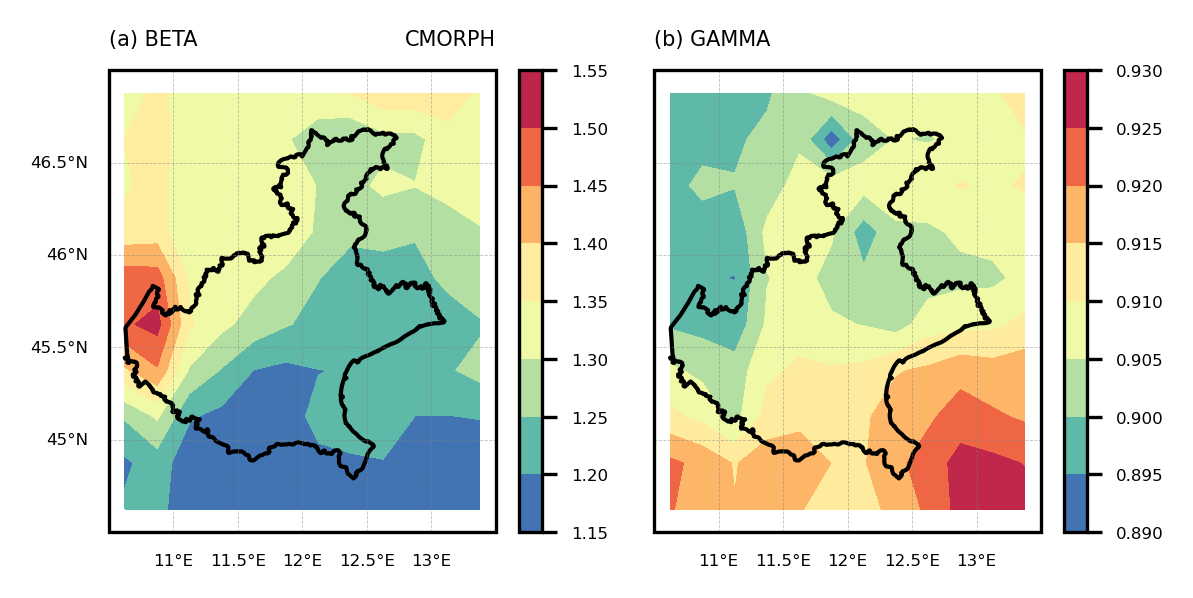 (a) BETA CMORPH (b) GAMMA
1.55 0.930
1.50 0.925
46.5°N
1.45 0.920
1.40 0.915
46°N
1.35 0.910
45.5°N
1.30 0.905
1.25 0.900
45°N
1.20 0.895
1.15 0.890
11°E 11.5°E 12°E 12.5°E 13°E 11°E 11.5°E 12°E 12.5°E 13°E